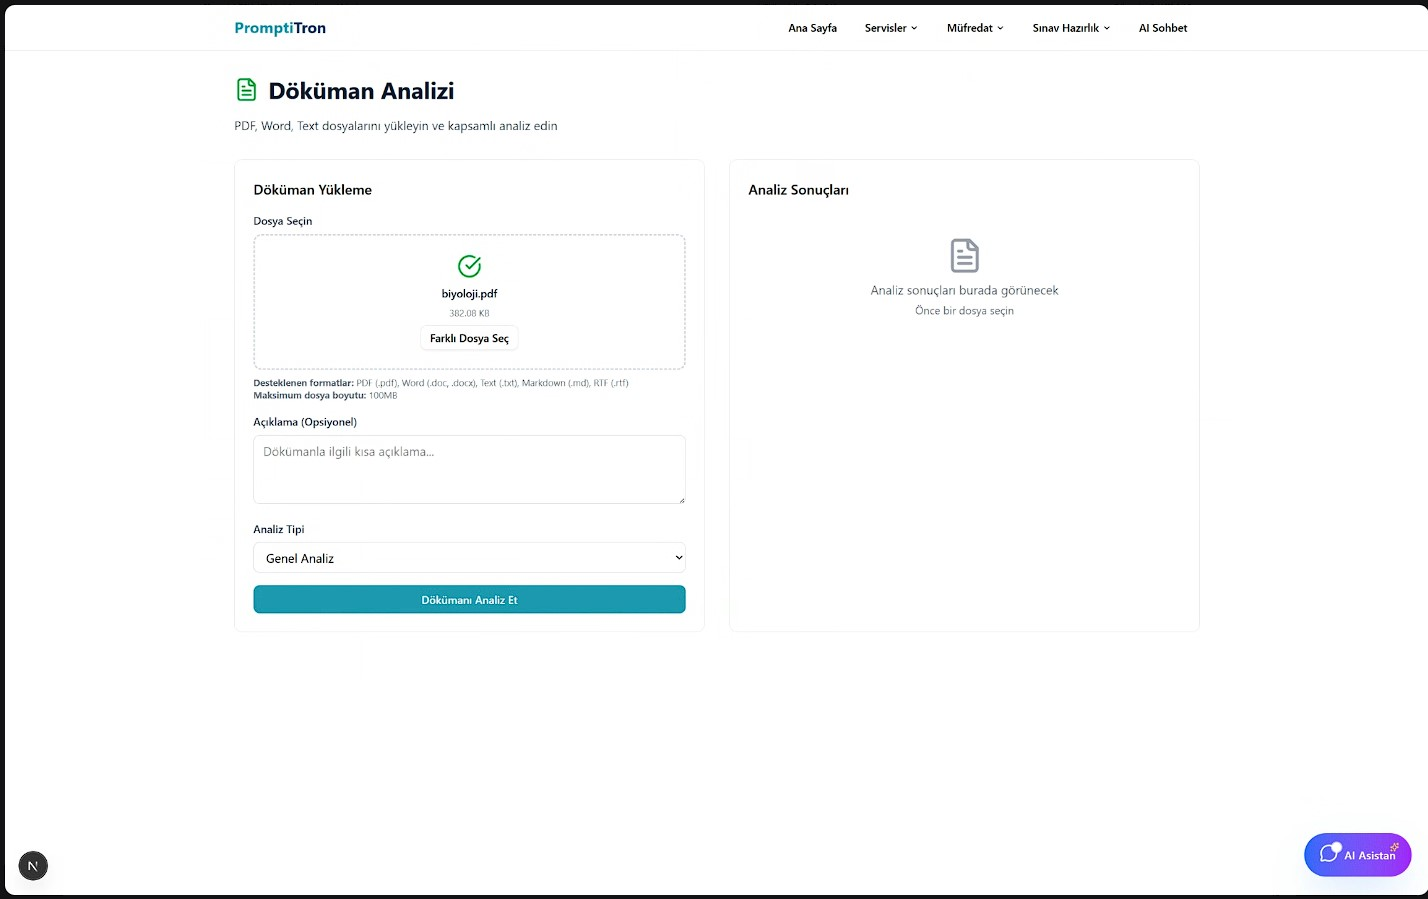 PromptiTron
Ana Sayfa
Servisler
Müfredat
Sınav Hazırlık
AI Sohbet
Döküman Analizi
PDF, Word, Text dosyalarını yükleyin ve kapsamlı analiz edin
Döküman Yükleme
Dosya Seçin
biyoloji.pdf
382.08 KB
Farklı Dosya Seç
Desteklenen formatlar: PDF (.pdf), Word (.doc, .docx), Text (.txt), Markdown (.md), RTF (.rtf)
Maksimum dosya boyutu: 100MB
Açıklama (Opsiyonel)
Dökümanla ilgili kısa açıklama...
Analiz Tipi
Genel Analiz
Dökümanı Analiz Et
Analiz Sonuçları
Analiz sonuçları burada görünecek
Önce bir dosya seçin
N
AI Asistan